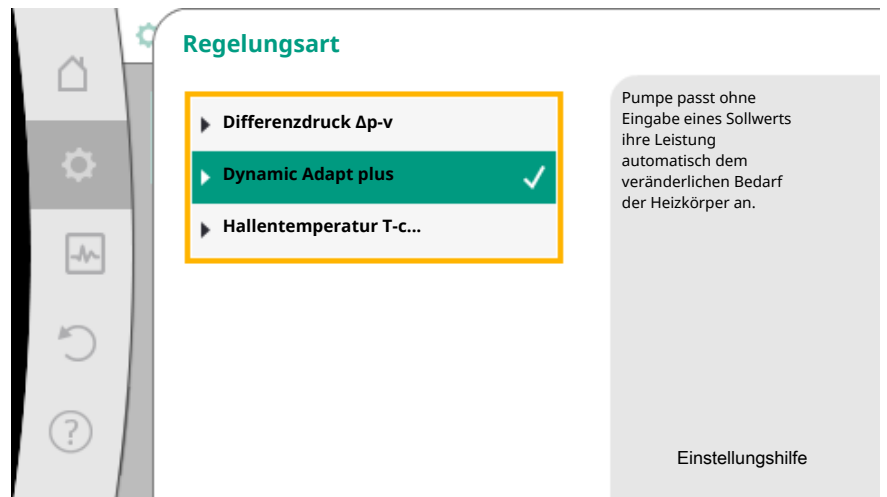 Regelungsart
Differenzdruck Δp-v
Dynamic Adapt plus
Hallentemperatur T-c...
Pumpe passt ohne
Eingabe eines Sollwerts
ihre Leistung
automatisch dem
veränderlichen Bedarf
der Heizkörper an.
Einstellungshilfe